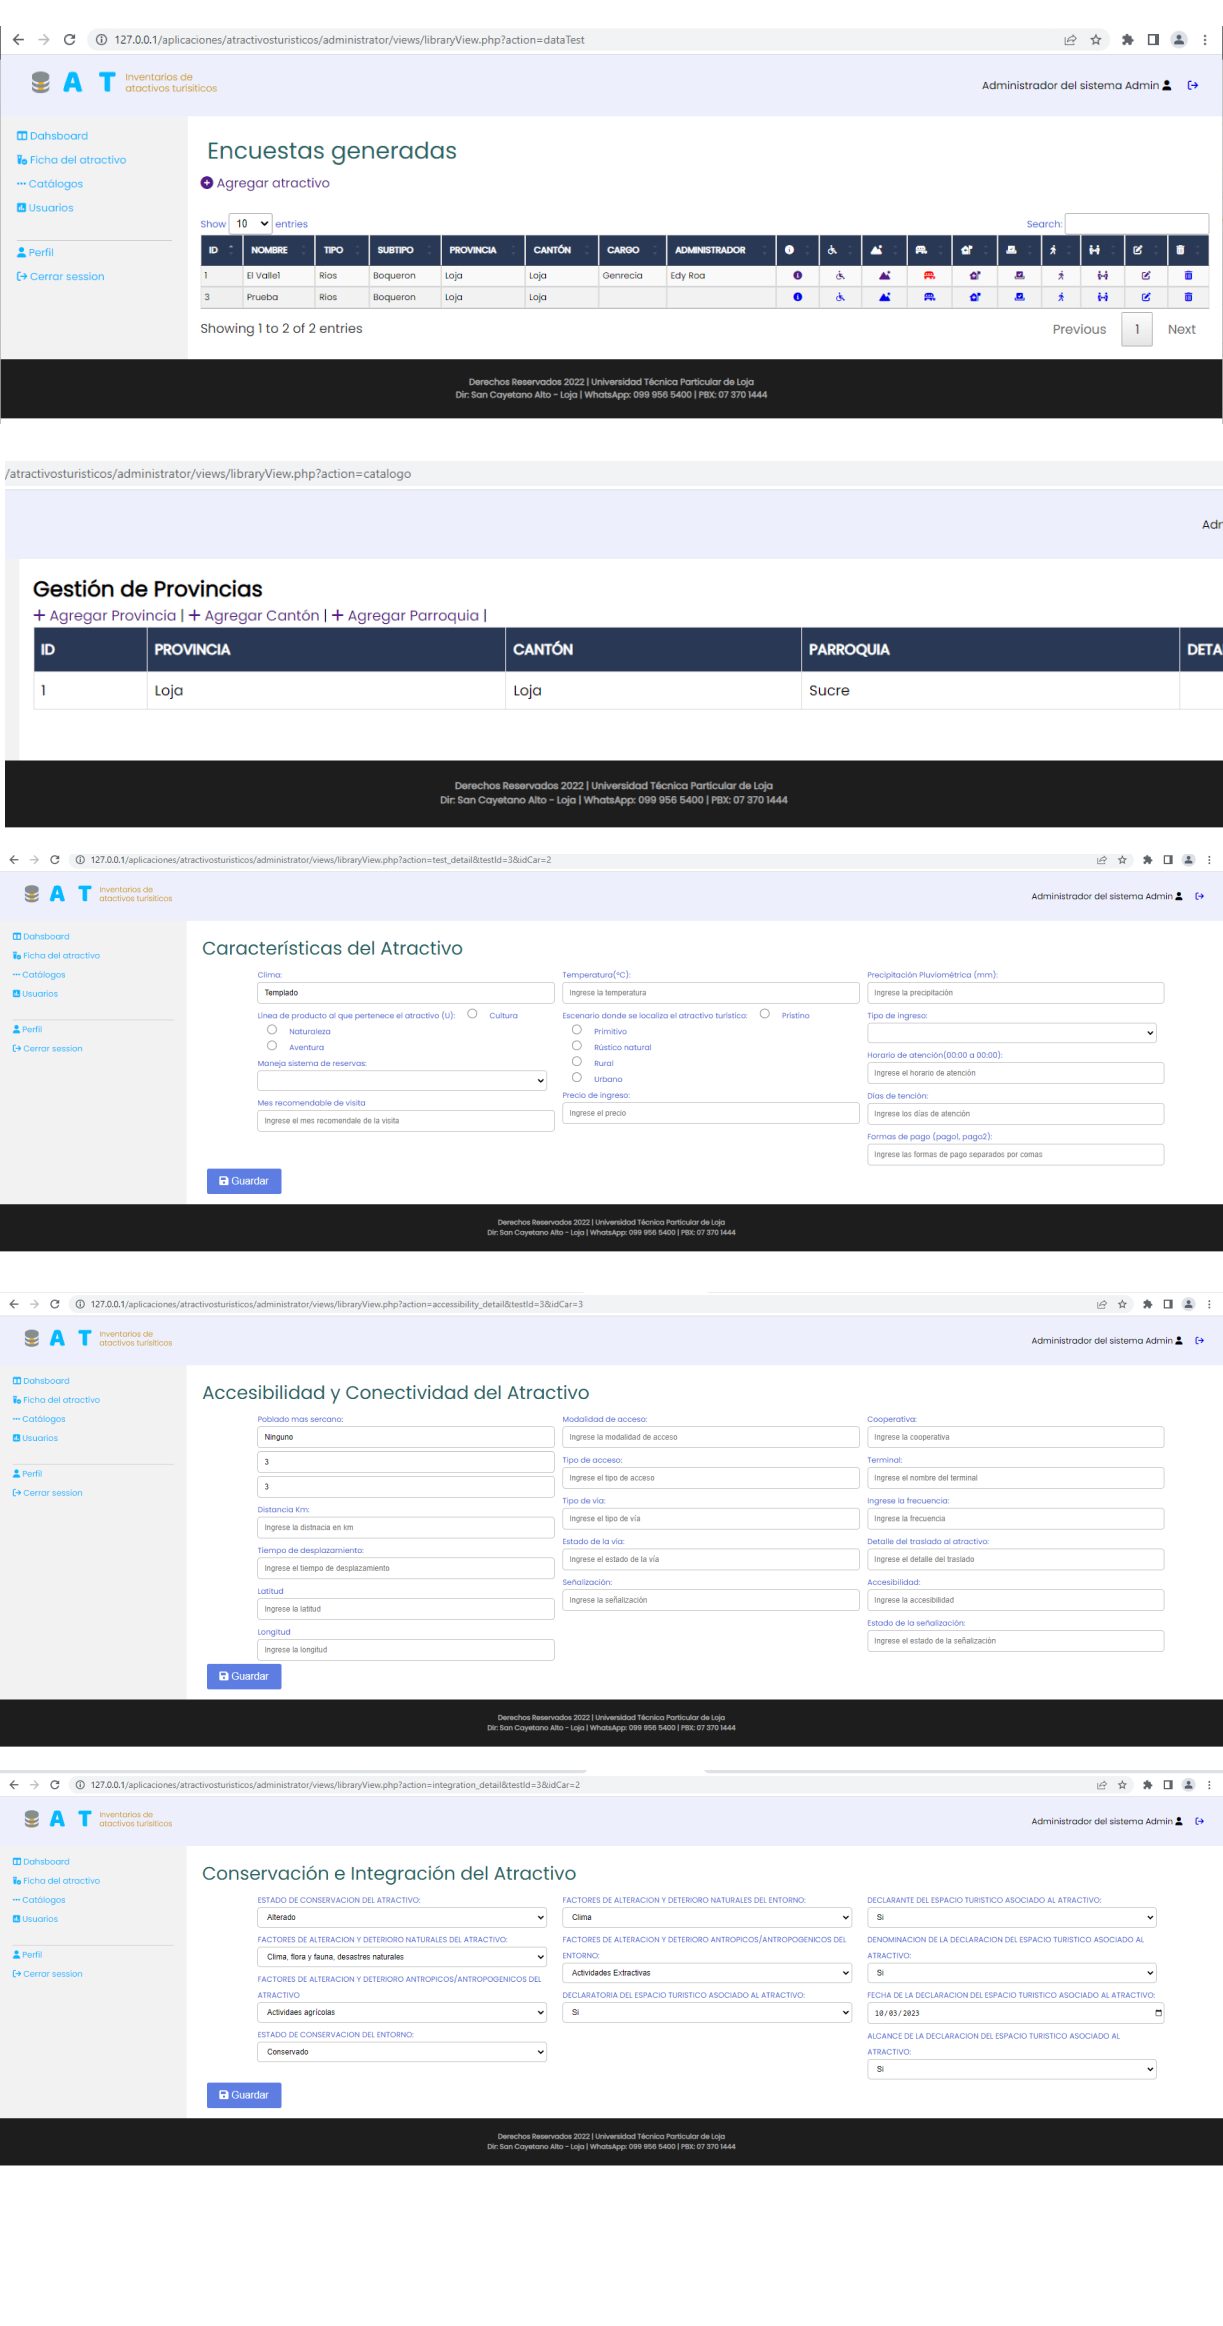 127.0.0.1/aplicaciones/atractivosturisticos/administrator/views/libraryView.php?action=dataTest
A T Inventarios de
atactivos turísiticos
Administrador del sistema Admin
Dahsboard
Ficha del atractivo
Catálogos
Usuarios
Perfil
Cerrar session
Encuestas generadas
Agregar atractivo
Show 10 entries
Search:
ID NOMBRE TIPO SUBTIPO PROVINCIA CANTÓN CARGO ADMINISTRADOR
1 El Valle1 Rios Boqueron Loja Loja Genrecia Edy Roa
3 Prueba Rios Boqueron Loja Loja
Showing 1 to 2 of 2 entries
Previous 1 Next
Derechos Reservados 2022 | Universidad Técnica Particular de Loja
Dir: San Cayetano Alto - Loja | WhatsApp: 099 956 5400 | PBX: 07 370 1444
/atractivosturisticos/administrator/views/libraryView.php?action=catalogo
Adm
Gestión de Provincias
+ Agregar Provincia | + Agregar Cantón | + Agregar Parroquia |
ID PROVINCIA CANTÓN PARROQUIA DETA
1 Loja Loja Sucre
Derechos Reservados 2022 | Universidad Técnica Particular de Loja
Dir: San Cayetano Alto - Loja | WhatsApp: 099 956 5400 | PBX: 07 370 1444
127.0.0.1/aplicaciones/atractivosturisticos/administrator/views/libraryView.php?action=test_detail&testId=3&idCar=2
A T Inventarios de
atactivos turísiticos
Administrador del sistema Admin
Dahsboard
Ficha del atractivo
Catálogos
Usuarios
Perfil
Cerrar session
Características del Atractivo
Clima:
Templado
Línea de producto al que pertenece el atractivo (U): Cultura
Naturaleza
Aventura
Maneja sistema de reservas:
Mes recomendable de visita
Ingrese el mes recomendale de la visita
Temperatura(°C):
Ingrese la temperatura
Escenario donde se localiza el atractivo turístico: Prístino
Primitivo
Rústico natural
Rural
Urbano
Precio de ingreso:
Ingrese el precio
Precipitación Pluviométrica (mm):
Ingrese la precipitación
Tipo de ingreso:
Horario de atención(00:00 a 00:00):
Ingrese el horario de atención
Dias de tención:
Ingrese los días de atención
Formas de pago (pago1, pago2):
Ingrese las formas de pago separados por comas
Guardar
Derechos Reservados 2022 | Universidad Técnica Particular de Loja
Dir: San Cayetano Alto - Loja | WhatsApp: 099 956 5400 | PBX: 07 370 1444
127.0.0.1/aplicaciones/atractivosturisticos/administrator/views/libraryView.php?action=accessibility_detail&testId=3&idCar=3
A T Inventarios de
atactivos turísiticos
Administrador del sistema Admin
Dahsboard
Ficha del atractivo
Catálogos
Usuarios
Perfil
Cerrar session
Accesibilidad y Conectividad del Atractivo
Poblado mas sercano:
Ninguno
3
3
Distancia Km:
Ingrese la distnacia en km
Tiempo de desplazamiento:
Ingrese el tiempo de desplazamiento
Latitud
Ingrese la latitud
Longitud
Ingrese la longitud
Modalidad de acceso:
Ingrese la modalidad de acceso
Tipo de acceso:
Ingrese el tipo de acceso
Tipo de vía:
Ingrese el tipo de vía
Estado de la vía:
Ingrese el estado de la vía
Señalización:
Ingrese la señalización
Cooperativa:
Ingrese la cooperativa
Terminal:
Ingrese el nombre del terminal
Ingrese la frecuencia:
Ingrese la frecuencia
Detalle del traslado al atractivo:
Ingrese el detalle del traslado
Accesibilidad:
Ingrese la accesibilidad
Estado de la señalización:
Ingrese el estado de la señalización
Guardar
Derechos Reservados 2022 | Universidad Técnica Particular de Loja
Dir: San Cayetano Alto - Loja | WhatsApp: 099 956 5400 | PBX: 07 370 1444
127.0.0.1/aplicaciones/atractivosturisticos/administrator/views/libraryView.php?action=integration_detail&testId=3&idCar=2
A T Inventarios de
atactivos turísiticos
Administrador del sistema Admin
Dahsboard
Ficha del atractivo
Catálogos
Usuarios
Perfil
Cerrar session
Conservación e Integración del Atractivo
ESTADO DE CONSERVACION DEL ATRACTIVO:
Alterado
FACTORES DE ALTERACION Y DETERIORO NATURALES DEL ATRACTIVO:
Clima, flora y fauna, desastres naturales
FACTORES DE ALTERACION Y DETERIORO ANTROPICOS/ANTROPOGENICOS DEL
ATRACTIVO
Actividaes agrícolas
ESTADO DE CONSERVACION DEL ENTORNO:
Conservado
FACTORES DE ALTERACION Y DETERIORO NATURALES DEL ENTORNO:
Clima
FACTORES DE ALTERACION Y DETERIORO ANTROPICOS/ANTROPOGENICOS DEL
ENTORNO:
Actividades Extractivas
DECLARATORIA DEL ESPACIO TURISTICO ASOCIADO AL ATRACTIVO:
Si
DECLARANTE DEL ESPACIO TURISTICO ASOCIADO AL ATRACTIVO:
Si
DENOMINACION DE LA DECLARACION DEL ESPACIO TURISTICO ASOCIADO AL
ATRACTIVO:
Si
FECHA DE LA DECLARACION DEL ESPACIO TURISTICO ASOCIADO AL ATRACTIVO:
10/03/2023
ALCANCE DE LA DECLARACION DEL ESPACIO TURISTICO ASOCIADO AL
ATRACTIVO:
Si
Guardar
Derechos Reservados 2022 | Universidad Técnica Particular de Loja
Dir: San Cayetano Alto - Loja | WhatsApp: 099 956 5400 | PBX: 07 370 1444